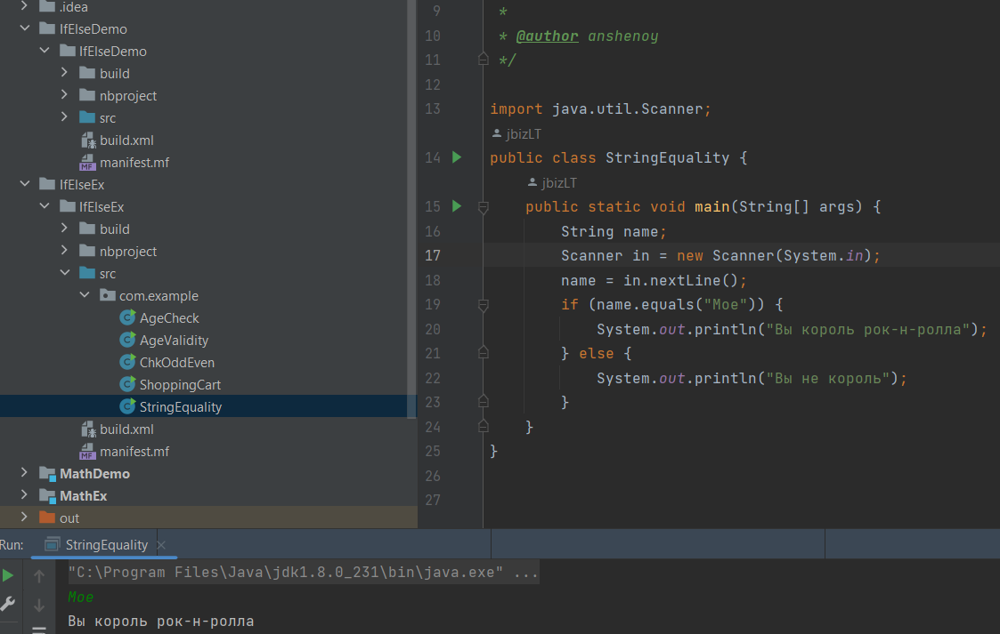 .idea
IfElseDemo
IfElseDemo
build
nbproject
src
build.xml
manifest.mf
IfElseEx
IfElseEx
build
nbproject
src
com.example
AgeCheck
AgeValidity
ChkOddEven
ShoppingCart
StringEquality
build.xml
manifest.mf
MathDemo
MathEx
out
9 *
10 * @author anshenoy
11 */
12
13 import java.util.Scanner;
jbizLT
14 public class StringEquality {
jbizLT
15 public static void main(String[] args) {
16 String name;
17 Scanner in = new Scanner(System.in);
18 name = in.nextLine();
19 if (name.equals("Мое")) {
20 System.out.println("Вы король рок-н-ролла");
21 } else {
22 System.out.println("Вы не король");
23 }
24 }
25 }
26
27
Run: StringEquality
"C:\Program Files\Java\jdk1.8.0_231\bin\java.exe" ...
Мое
Вы король рок-н-ролла